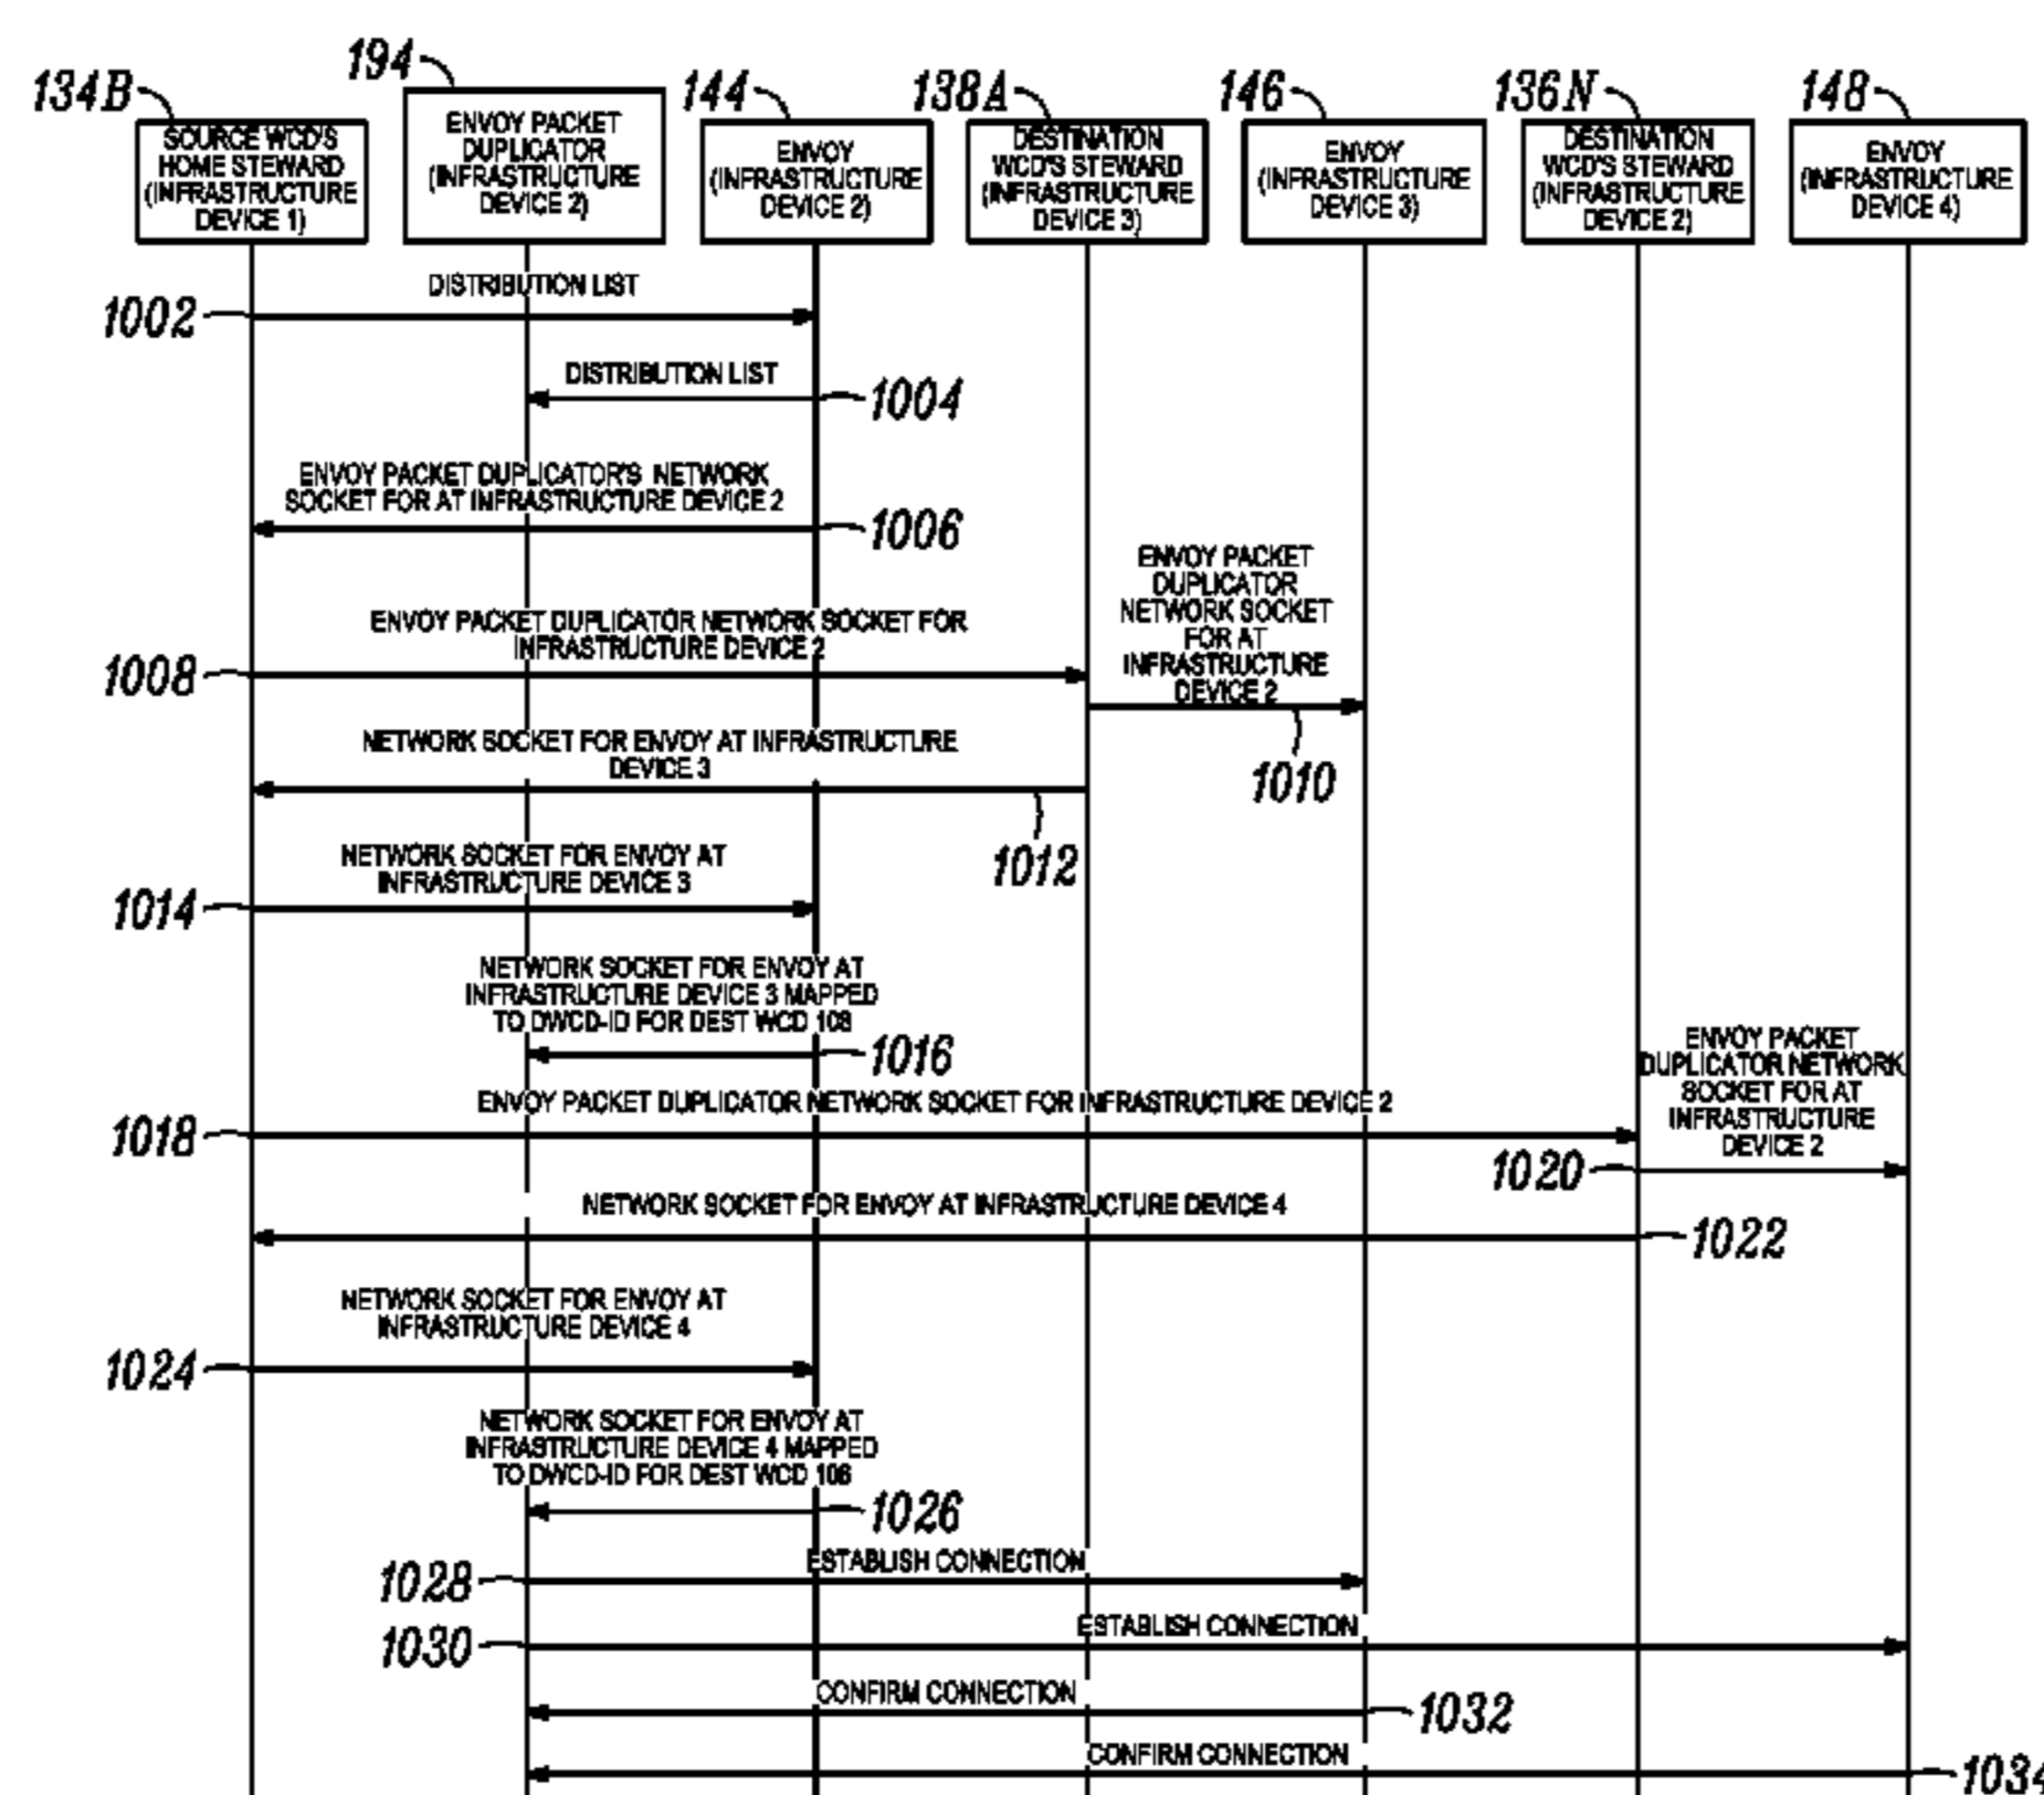 134B
194
144
138A
146
136N
148
SOURCE WCD'S
HOME STEWARD
(INFRASTRUCTURE
DEVICE 1)
ENVOY PACKET
DUPLICATOR
(INFRASTRUCTURE
DEVICE 2)
ENVOY
(INFRASTRUCTURE
DEVICE 2)
DESTINATION
WCD'S STEWARD
(INFRASTRUCTURE
DEVICE 3)
ENVOY
(INFRASTRUCTURE
DEVICE 3)
DESTINATION
WCD'S STEWARD
(INFRASTRUCTURE
DEVICE 2)
ENVOY
(INFRASTRUCTURE
DEVICE 4)
DISTRIBUTION LIST
1002
DISTRIBUTION LIST
1004
ENVOY PACKET DUPLICATOR'S NETWORK
SOCKET FOR AT INFRASTRUCTURE DEVICE 2
1006
ENVOY PACKET DUPLICATOR NETWORK SOCKET FOR
INFRASTRUCTURE DEVICE 2
1008
ENVOY PACKET
DUPLICATOR
NETWORK SOCKET
FOR AT
INFRASTRUCTURE
DEVICE 2
1010
NETWORK SOCKET FOR ENVOY AT INFRASTRUCTURE
DEVICE 3
1012
NETWORK SOCKET FOR ENVOY AT
INFRASTRUCTURE DEVICE 3
1014
NETWORK SOCKET FOR ENVOY AT
INFRASTRUCTURE DEVICE 3 MAPPED
TO DWCD-ID FOR DEST WCD 108
1016
ENVOY PACKET DUPLICATOR NETWORK SOCKET FOR INFRASTRUCTURE DEVICE 2
1018
ENVOY PACKET
DUPLICATOR NETWORK
SOCKET FOR AT
INFRASTRUCTURE
DEVICE 2
1020
NETWORK SOCKET FOR ENVOY AT INFRASTRUCTURE DEVICE 4
1022
NETWORK SOCKET FOR ENVOY AT
INFRASTRUCTURE DEVICE 4
1024
NETWORK SOCKET FOR ENVOY AT
INFRASTRUCTURE DEVICE 4 MAPPED
TO DWCD-ID FOR DEST WCD 106
1026
ESTABLISH CONNECTION
1028
ESTABLISH CONNECTION
1030
CONFIRM CONNECTION
1032
CONFIRM CONNECTION
1034